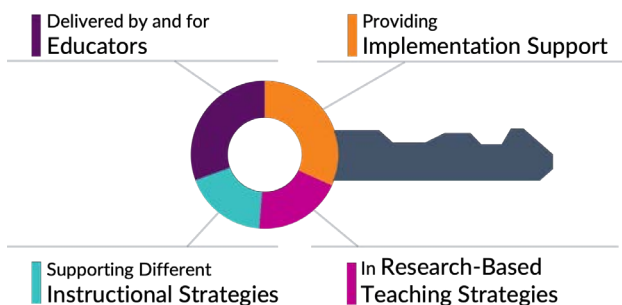 Delivered by and for
Educators
Providing
Implementation Support
Supporting Different
Instructional Strategies
In Research-Based
Teaching Strategies